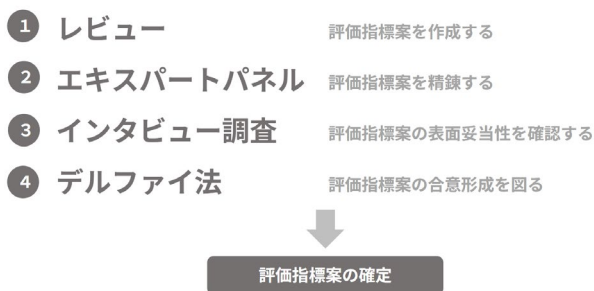 1 レビュー 評価指標案を作成する
2 エキスパートパネル 評価指標案を精錬する
3 インタビュー調査 評価指標案の表面妥当性を確認する
4 デルファイ法 評価指標案の合意形成を図る
評価指標案の確定